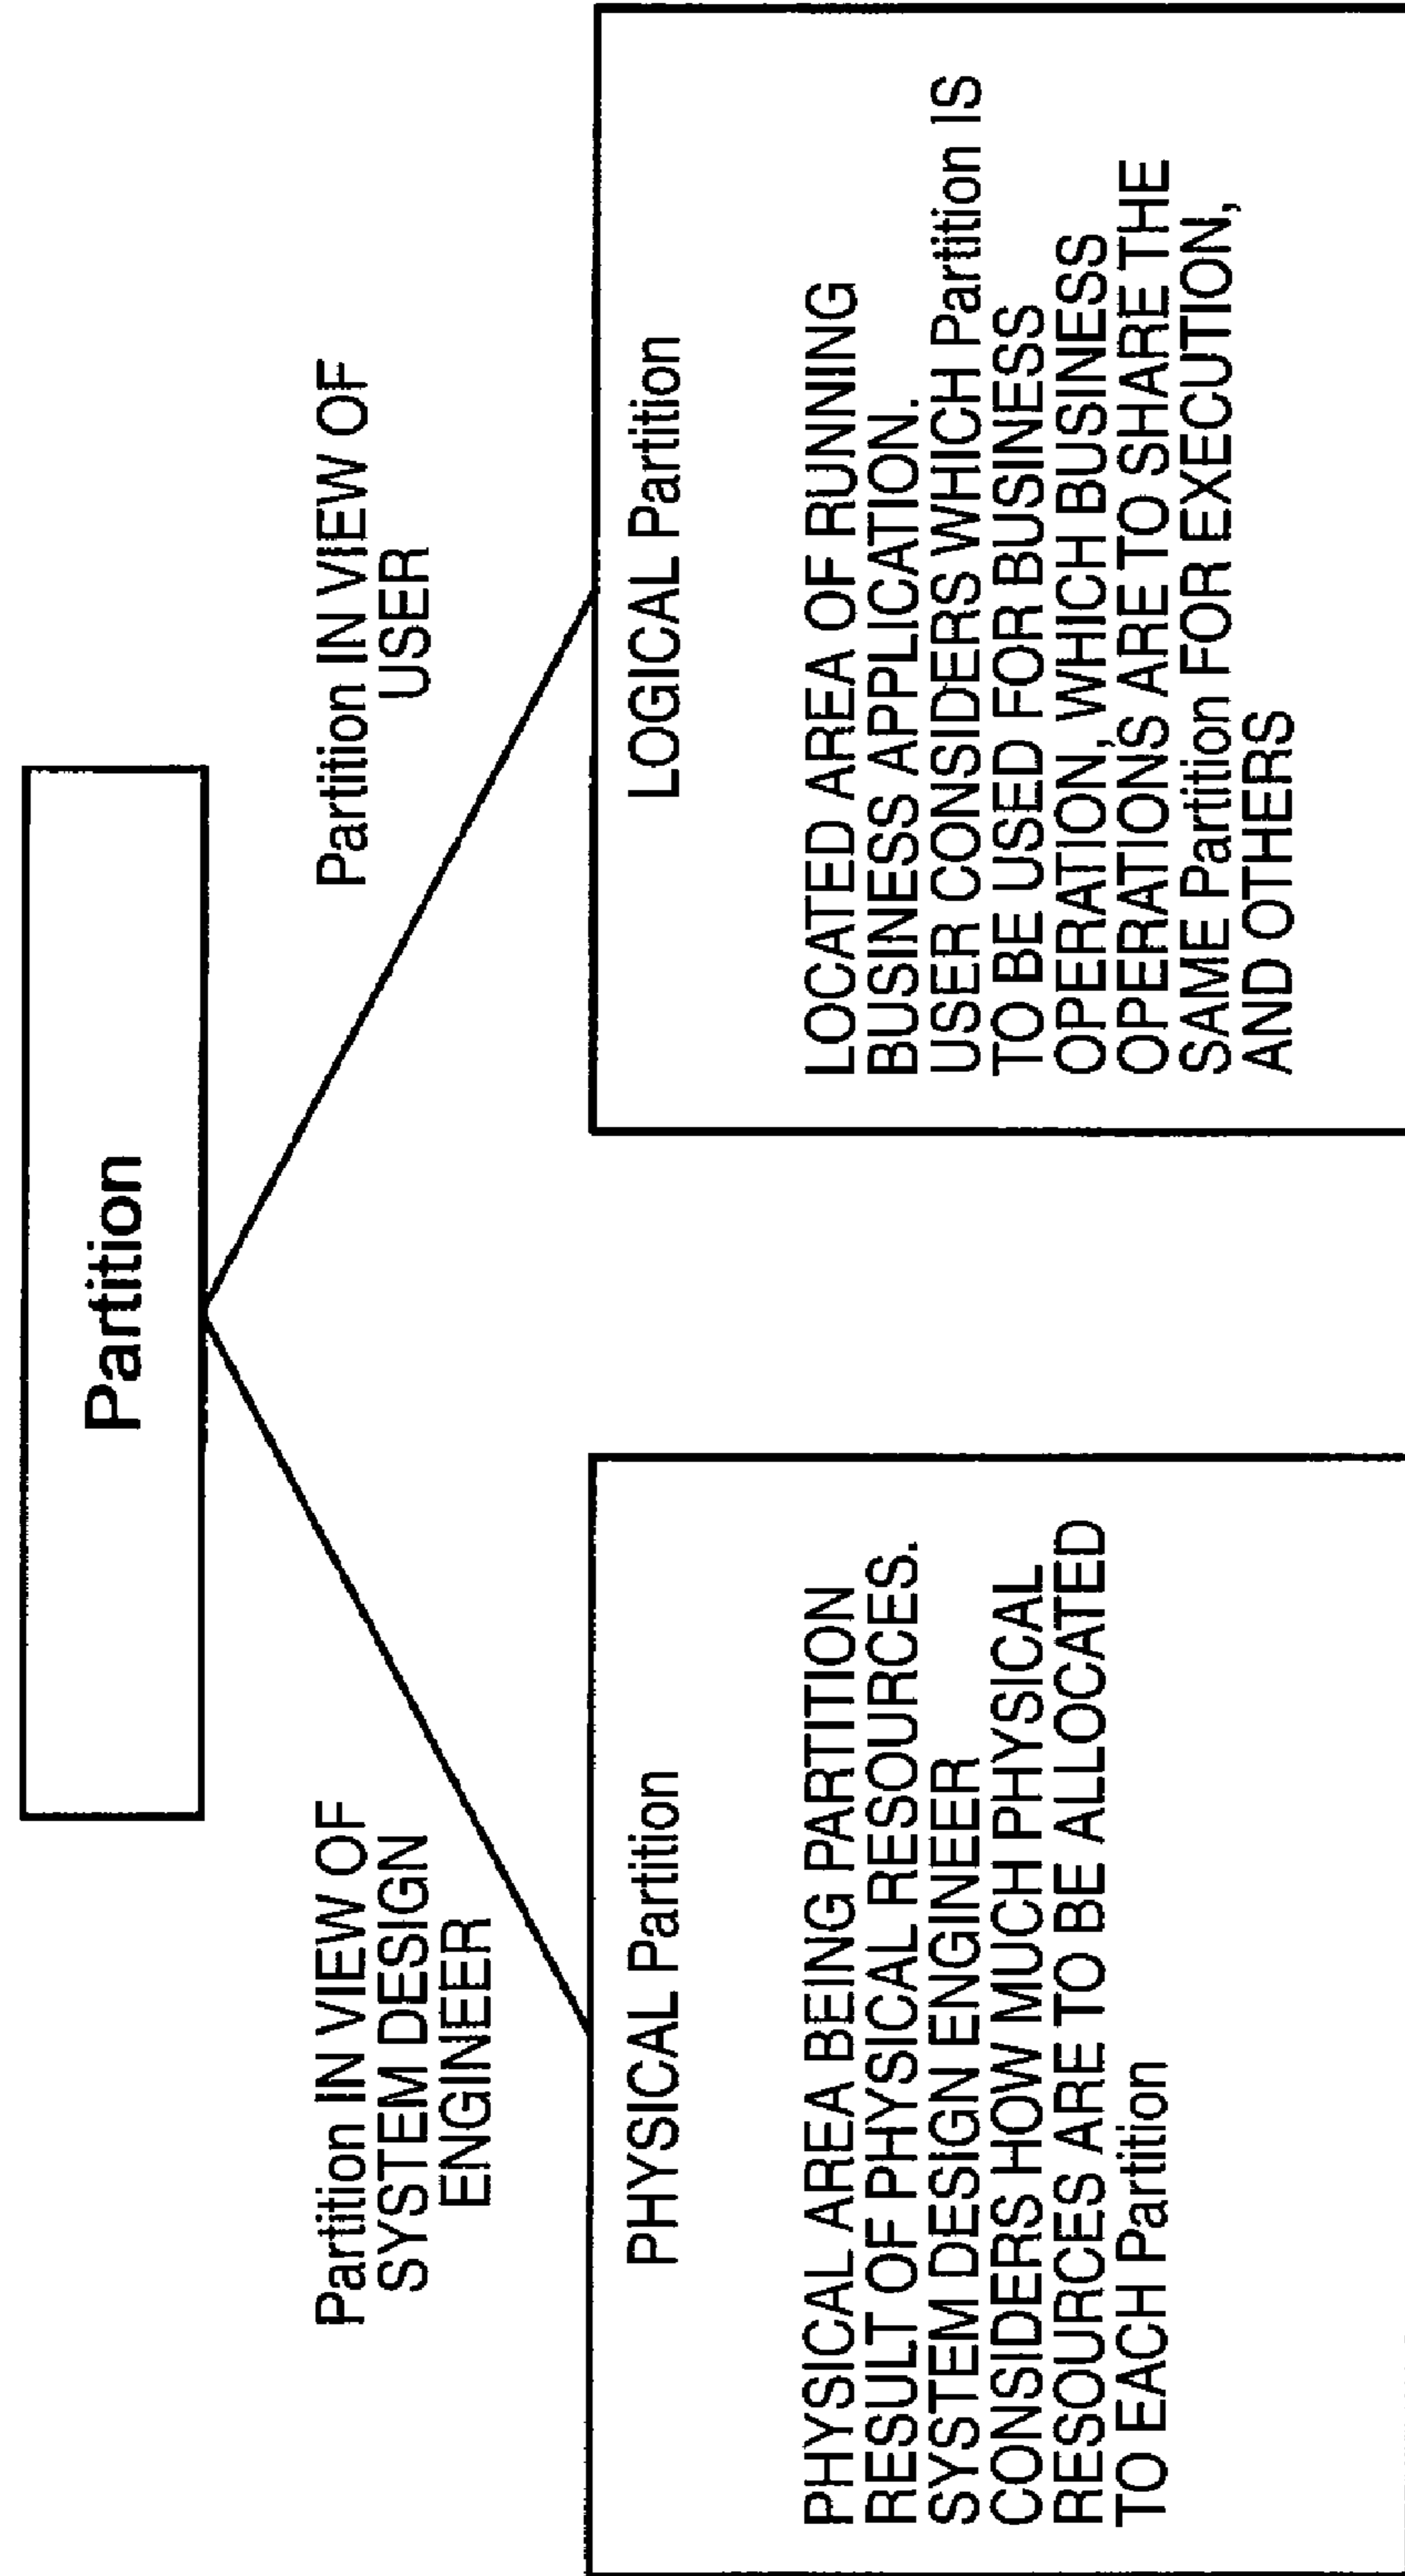 Partition
Partition IN VIEW OF
SYSTEM DESIGN
ENGINEER
Partition IN VIEW OF
USER
PHYSICAL Partition
PHYSICAL AREA BEING PARTITION
RESULT OF PHYSICAL RESOURCES.
SYSTEM DESIGN ENGINEER
CONSIDERS HOW MUCH PHYSICAL
RESOURCES ARE TO BE ALLOCATED
TO EACH Partition
LOGICAL Partition
LOCATED AREA OF RUNNING
BUSINESS APPLICATION.
USER CONSIDERS WHICH Partition IS
TO BE USED FOR BUSINESS
OPERATION, WHICH BUSINESS
OPERATIONS ARE TO SHARE THE
SAME Partition FOR EXECUTION,
AND OTHERS